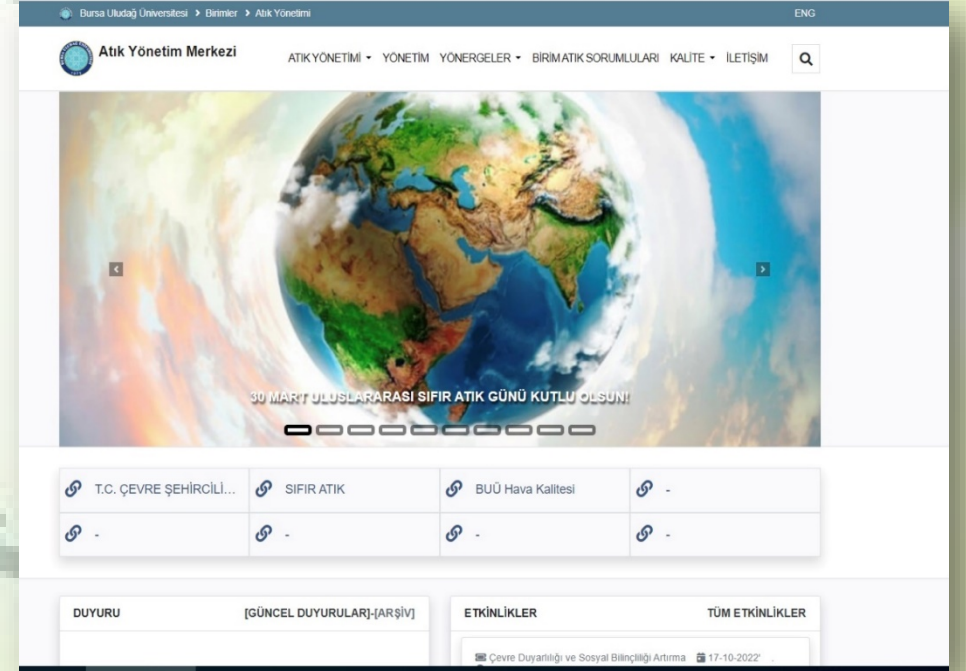 Bursa Uludağ Üniversitesi > Birimler > Atık Yönetimi ENG
Atık Yönetim Merkezi ATIK YÖNETİMİ YÖNETİM YÖNERGELER BİRİM ATIK SORUMLULARI KALİTE İLETİŞİM
30 MART ULUSLARARASI SIFIR ATIK GÜNÜ KUTLU OLSUN!
T.C. ÇEVRE ŞEHİRCİLİ... SIFIR ATIK BUÜ Hava Kalitesi -
- - - -
DUYURU [GÜNCEL DUYURULAR]-[ARŞİV] ETKİNLİKLER TÜM ETKİNLİKLER
Çevre Duyarlılığı ve Sosyal Bilinçliliği Artırma 17-10-2022